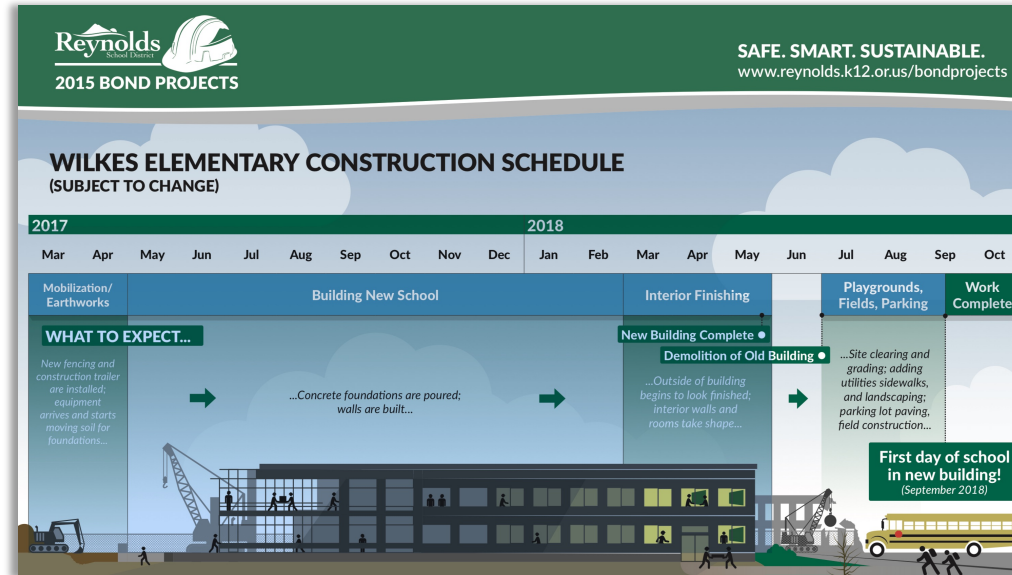 Reynolds
School District
2015 BOND PROJECTS
SAFE. SMART. SUSTAINABLE.
www.reynolds.k12.or.us/bondprojects
WILKES ELEMENTARY CONSTRUCTION SCHEDULE
(SUBJECT TO CHANGE)
2017 2018
Mar Apr May Jun Jul Aug Sep Oct Nov Dec Jan Feb Mar Apr May Jun Jul Aug Sep Oct
Mobilization/
Earthworks
Building New School
Interior Finishing
Playgrounds,
Fields, Parking
Work
Complete
WHAT TO EXPECT...
New fencing and
construction trailer
are installed;
equipment
arrives and starts
moving soil for
foundations...
...Concrete foundations are poured;
walls are built...
New Building Complete
Demolition of Old Building
...Outside of building
begins to look finished;
interior walls and
rooms take shape...
...Site clearing and
grading; adding
utilities sidewalks,
and landscaping;
parking lot paving,
field construction...
First day of school
in new building!
(September 2018)